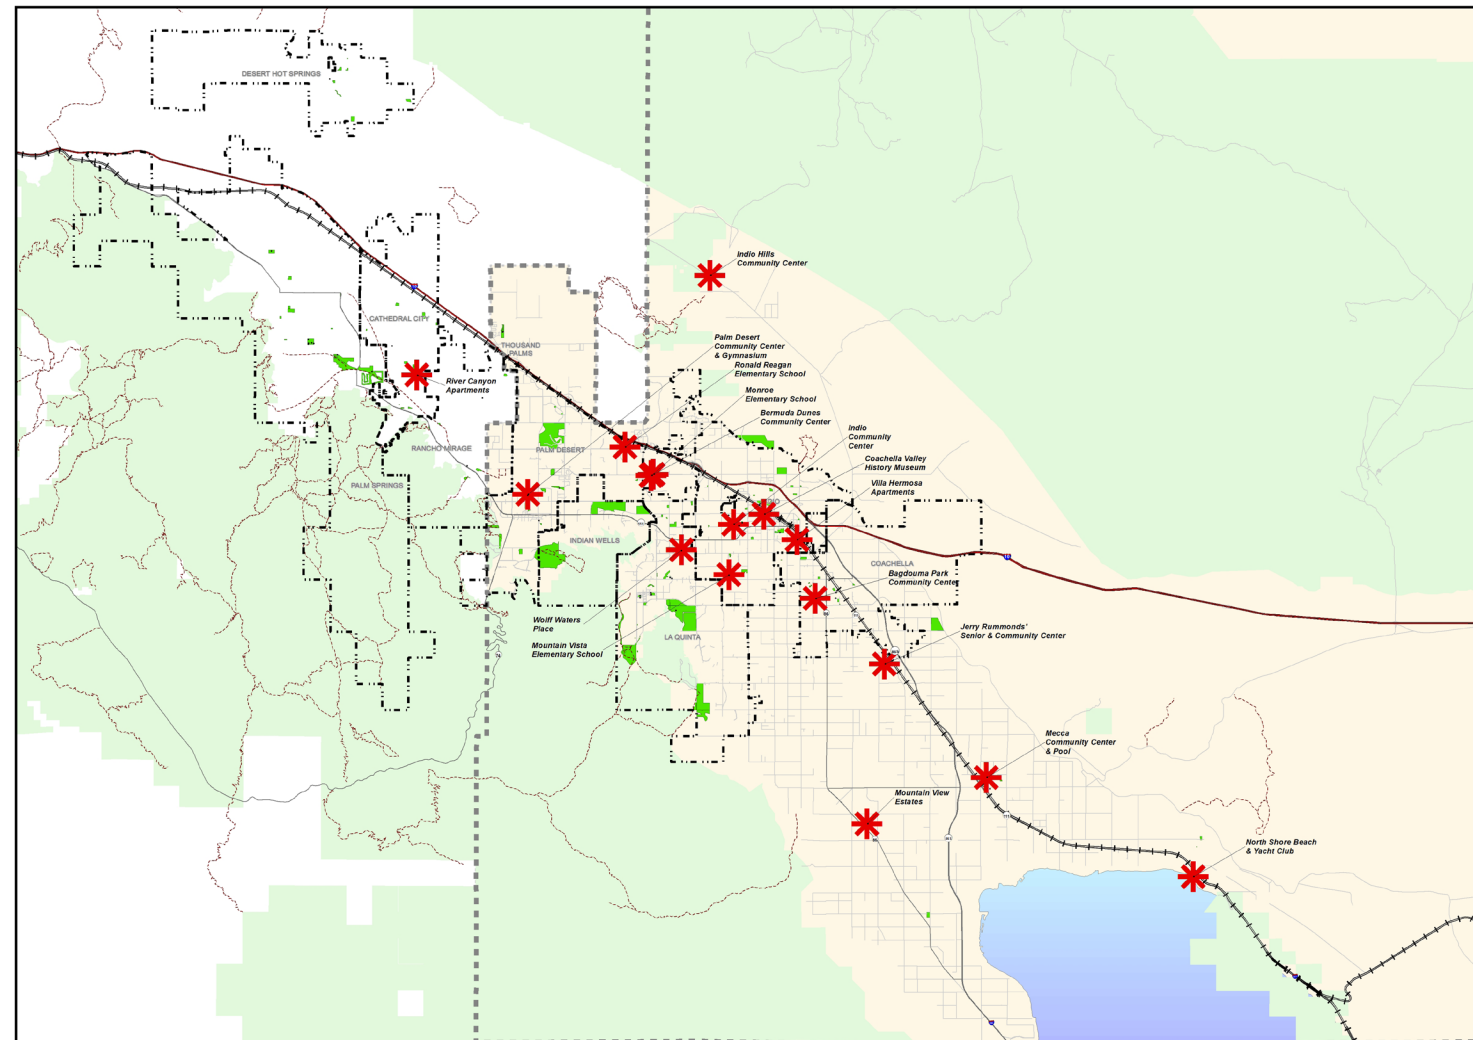 DESERT HOT SPRINGS
Indio Hills
Community Center
CATHEDRAL CITY
THOUSAND
PALMS
Palm Desert
Community Center
& Gymnasium
Ronald Reagan
Elementary School
River Canyon
Apartments
Monroe
Elementary School
Bermuda Dunes
Community Center
Indio
Community
Center
RANCHO MIRAGE
PALM DESERT
Coachella Valley
History Museum
PALM SPRINGS
Villa Hermosa
Apartments
INDIO
INDIAN WELLS
COACHELLA
Bagdouma Park
Community Center
Wolff Waters
Place
Jerry Rummonds'
Senior & Community Center
LA QUINTA
Mountain Vista
Elementary School
Mecca
Community Center
& Pool
Mountain View
Estates
North Shore Beach
& Yacht Club